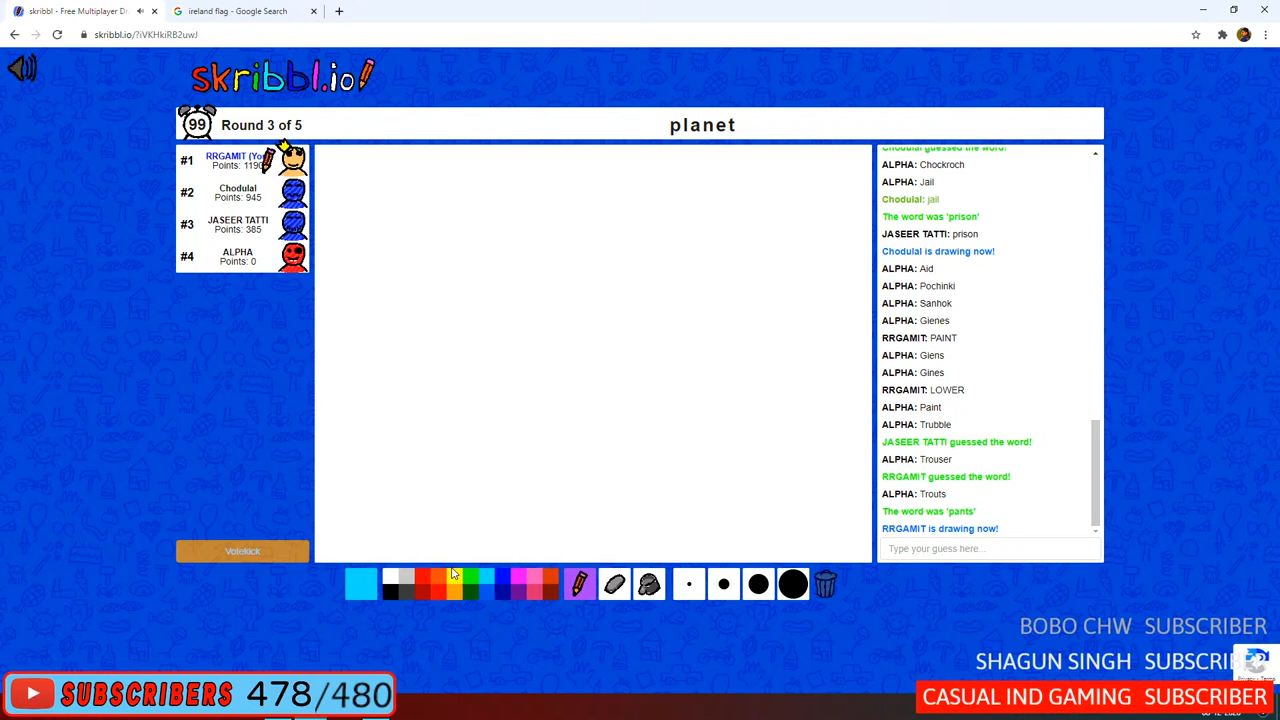 skribbl - Free Multiplayer Dr
ireland flag - Google Search
skribbl.io/?iVKHkiRB2uwJ
skribbl.io
99
Round 3 of 5
planet
#1
RRGAMIT (You
Points: 1190
#2
Chodulal
Points: 945
#3
JASEER TATTI
Points: 385
#4
ALPHA
Points: 0
Votekick
Chodulal guessed the word!
ALPHA: Chockroch
ALPHA: Jail
Chodulal: jail
The word was 'prison'
JASEER TATTI: prison
Chodulal is drawing now!
ALPHA: Aid
ALPHA: Pochinki
ALPHA: Sanhok
ALPHA: Gienes
RRGAMIT: PAINT
ALPHA: Giens
ALPHA: Gines
RRGAMIT: LOWER
ALPHA: Paint
ALPHA: Trubble
JASEER TATTI guessed the word!
ALPHA: Trouser
RRGAMIT guessed the word!
ALPHA: Trouts
The word was 'pants'
RRGAMIT is drawing now!
Type your guess here...
BOBO CHW SUBSCRIBER
SHAGUN SINGH SUBSCRI
CASUAL IND GAMING SUBSCRIBER
Privacy - Terms
SUBSCRIBERS 478/480